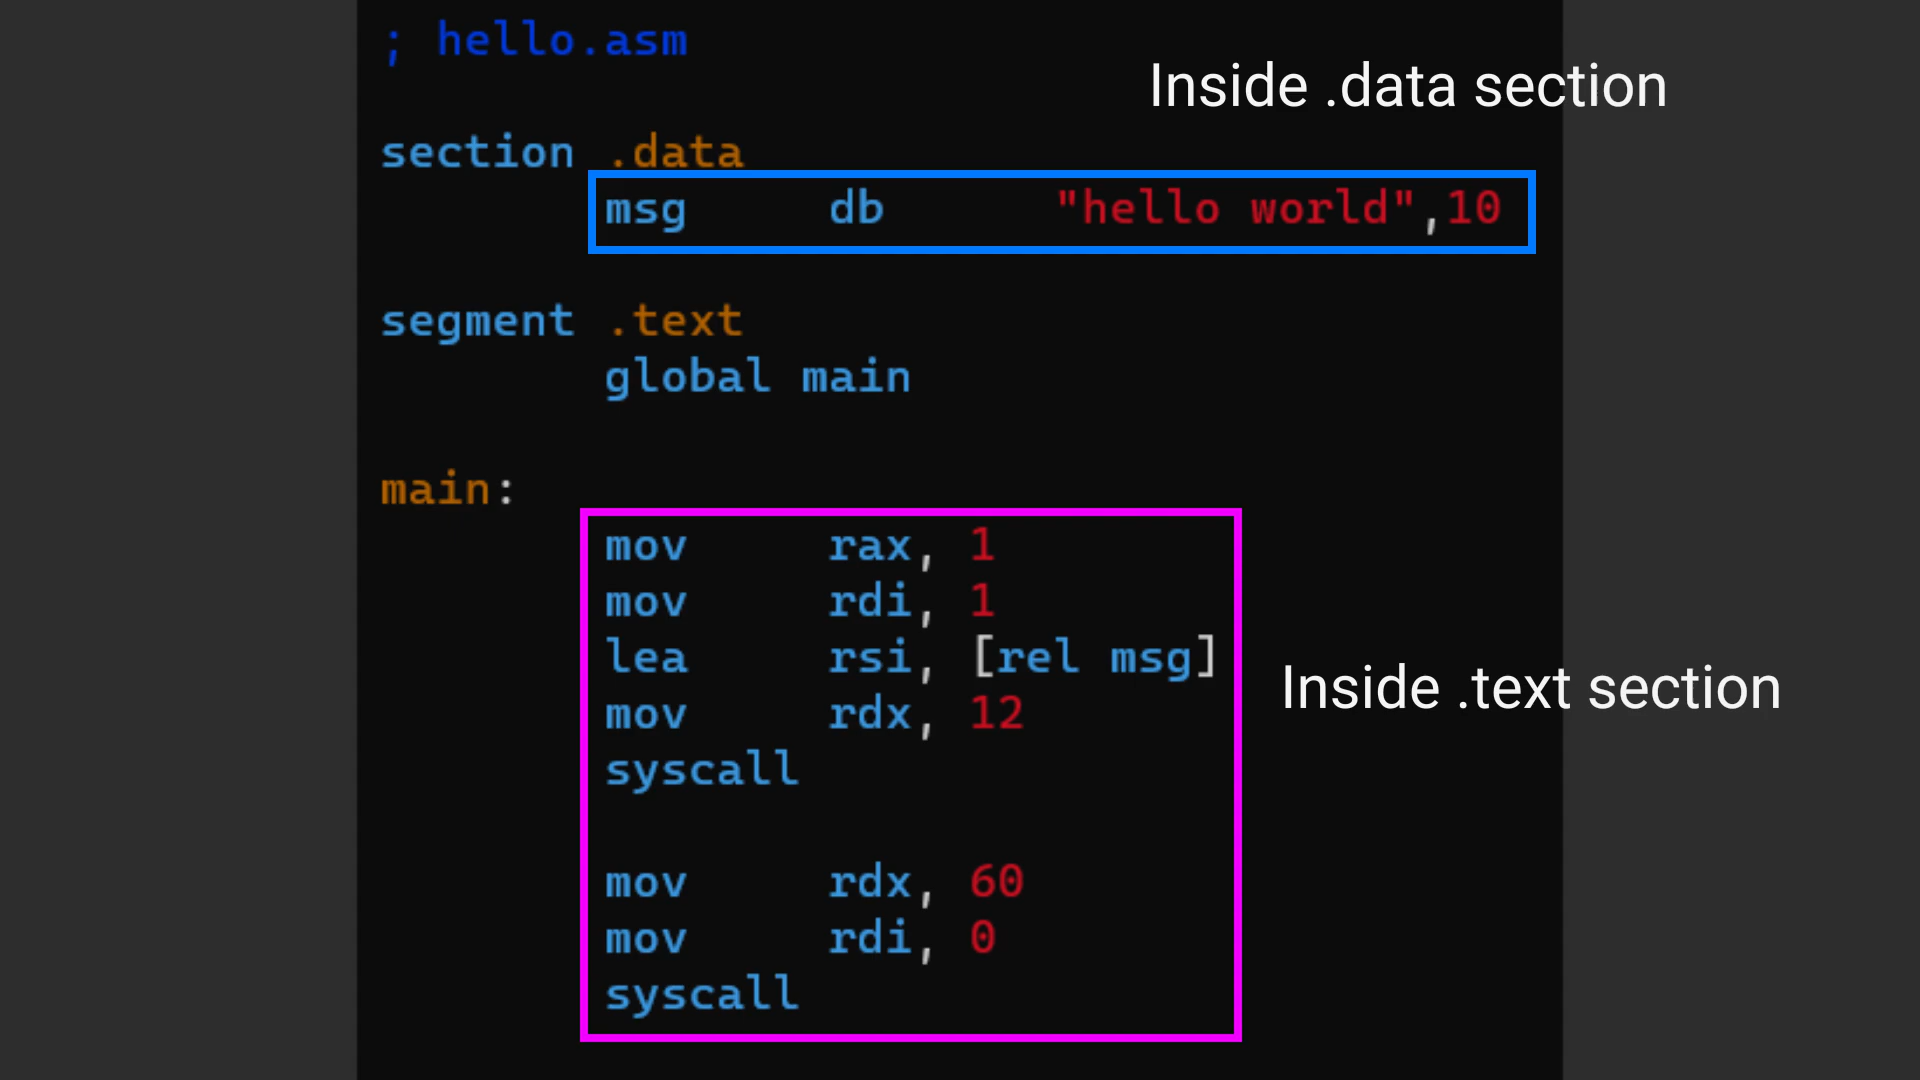 ; hello.asm
Inside .data section
section .data
msg db "hello world",10
segment .text
global main
main:
mov rax, 1
mov rdi, 1
lea rsi, [rel msg]
mov rdx, 12
syscall
Inside .text section
mov rdx, 60
mov rdi, 0
syscall